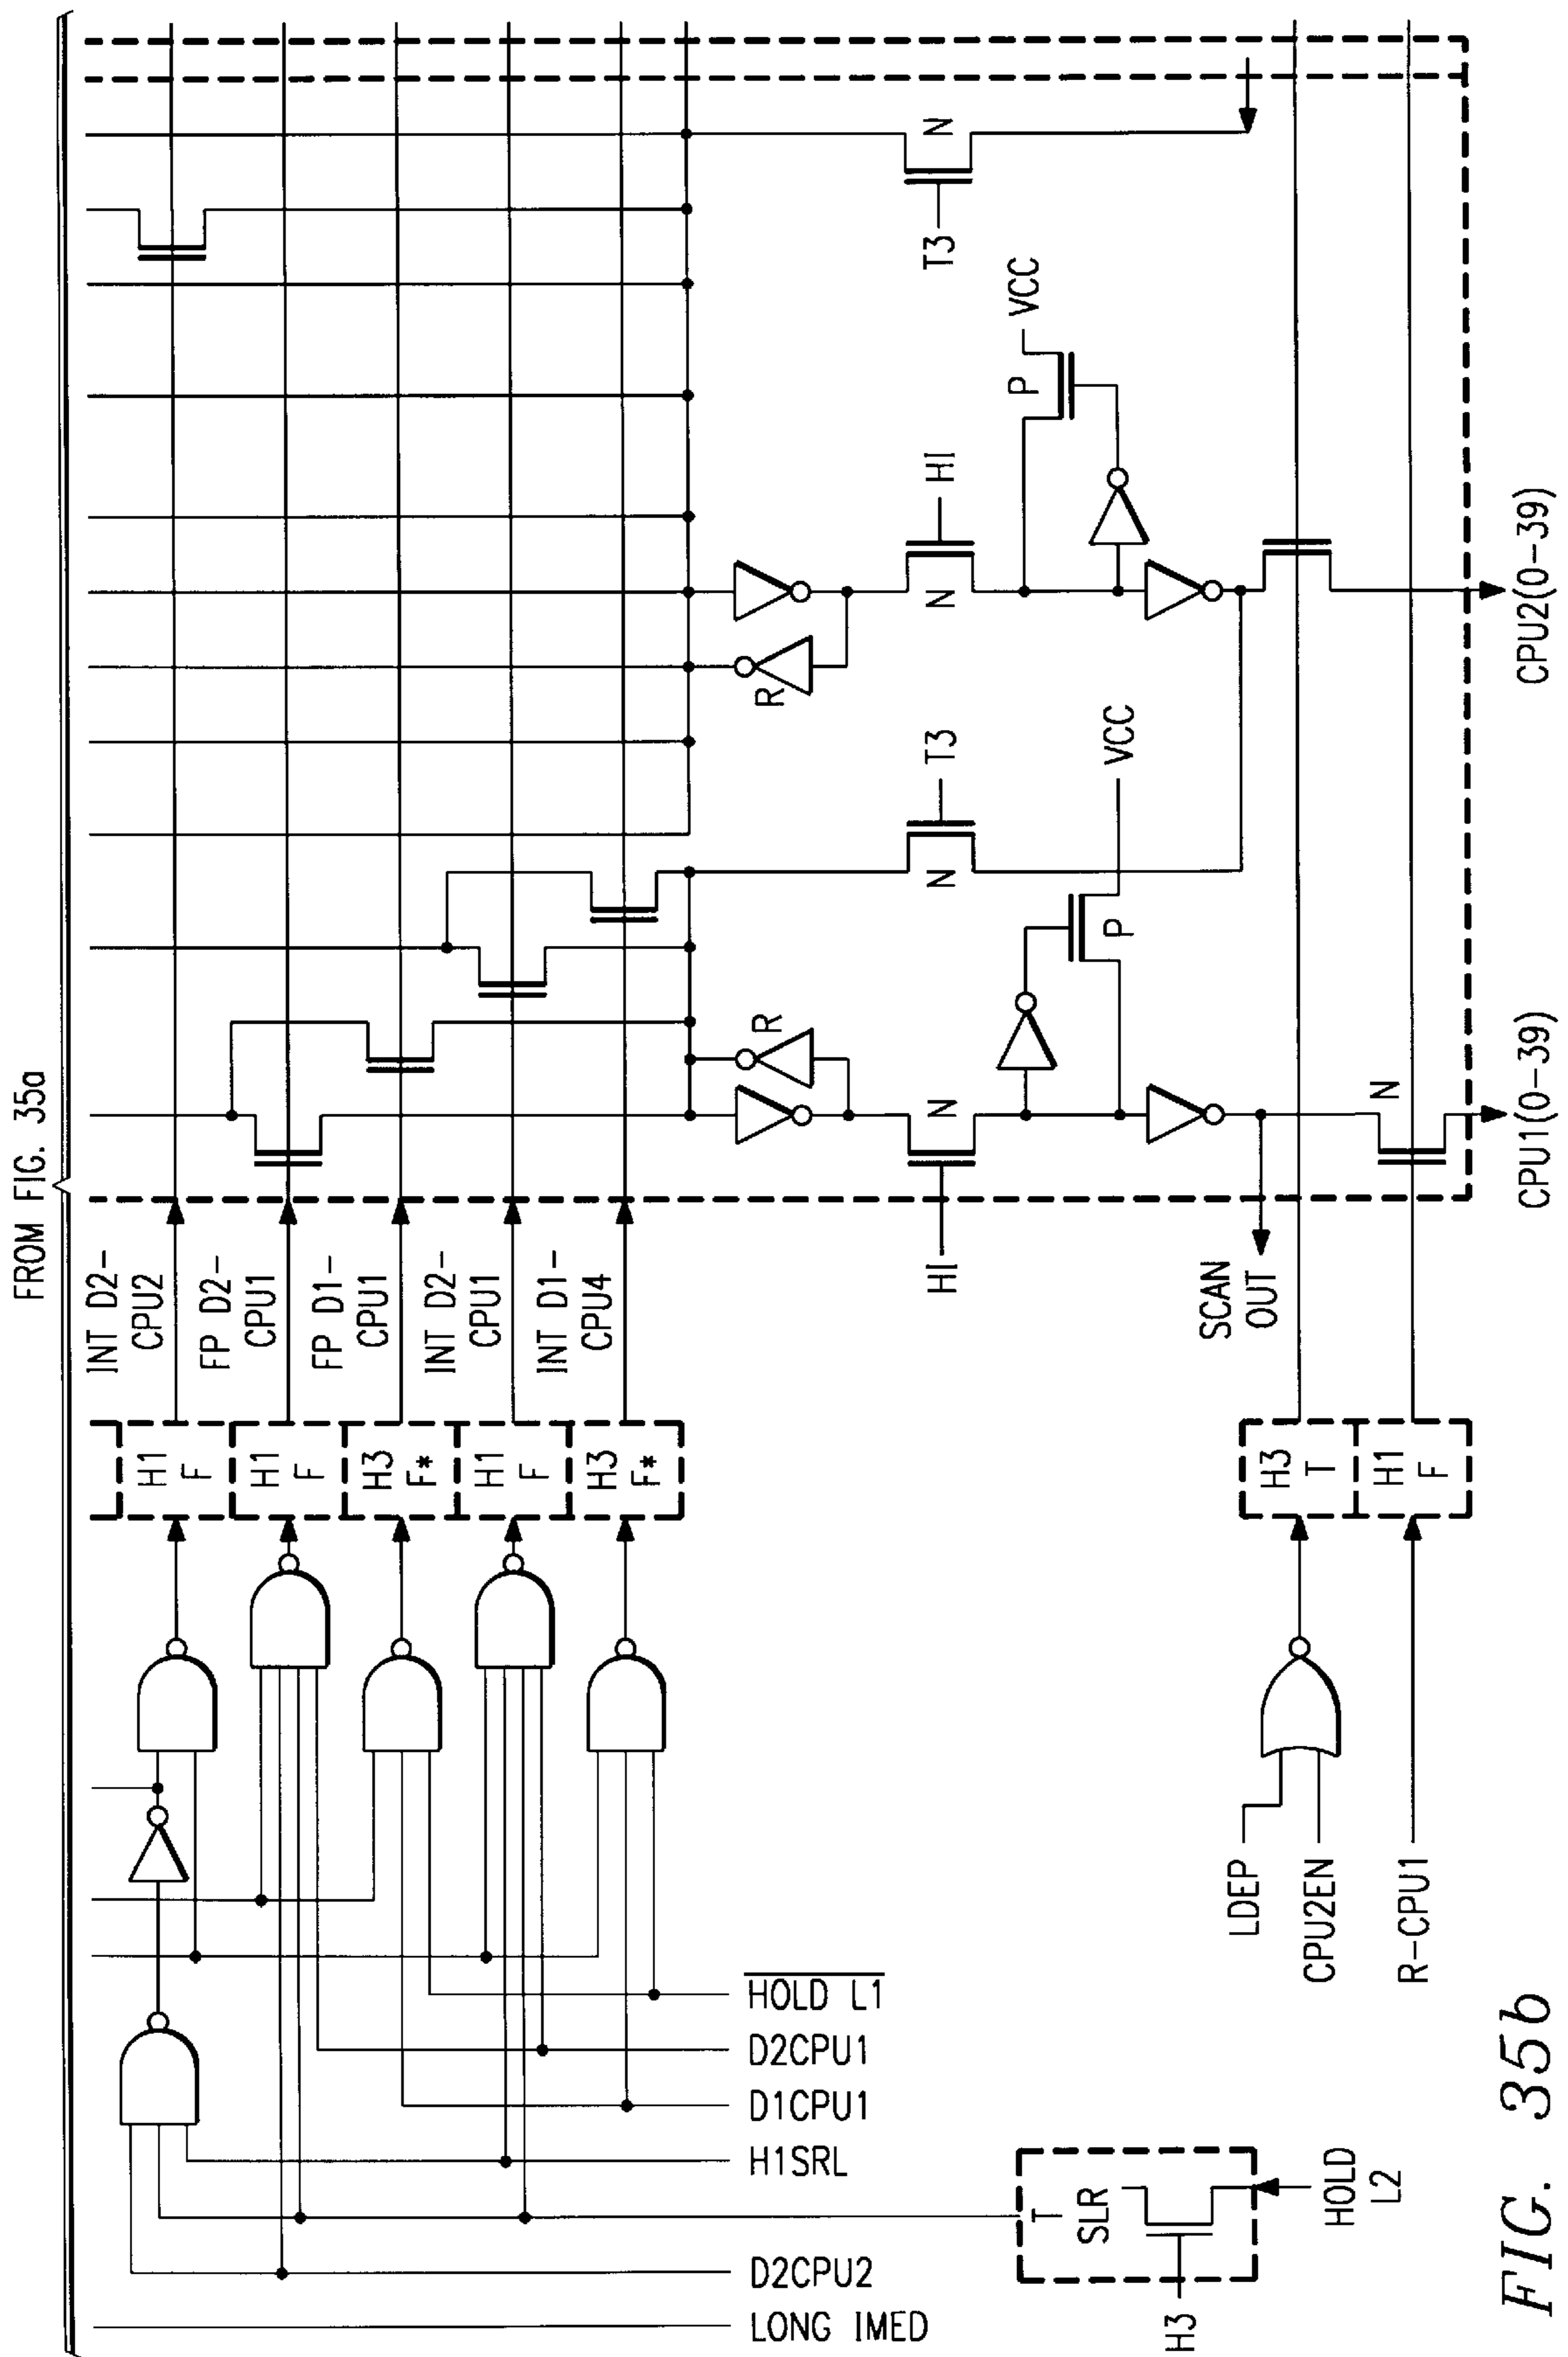 FROM FIG. 35a
INT D2-
CPU2
FP D2-
CPU1
FP D1-
CPU1
INT D2-
CPU1
INT D1-
CPU4
H1
F
H1
F
H3
F*
H1
F
H3
F*
HOLD L1
D2CPU1
D1CPU1
H1SRL
D2CPU2
LONG IMED
T
SLR
H3
HOLD
L2
LDEP
CPU2EN
R-CPU1
H3
T
H1
F
SCAN
OUT
HI
N
R
P
VCC
N
T3
N
CPU1(0-39)
R
N
HI
P
VCC
T3
N
CPU2(0-39)
FIG. 35b